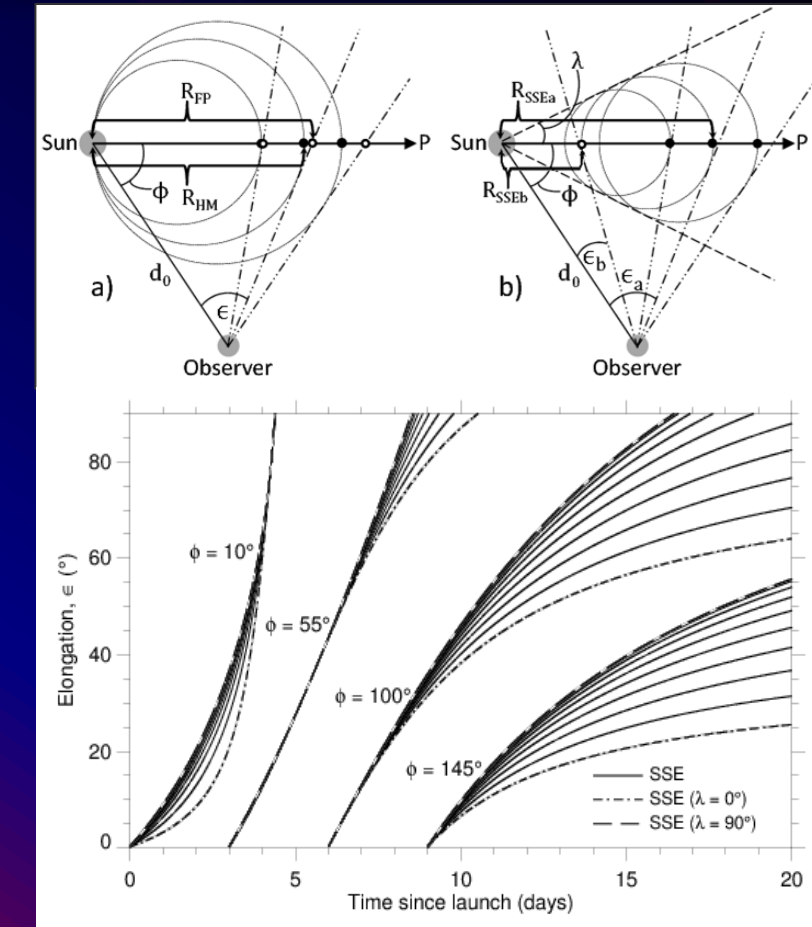 R_FP
Sun
P
ϕ
R_HM
d₀
a)
ϵ
Observer
λ
R_SSEa
Sun
P
R_SSEb
ϕ
ϵ_b
d₀
ϵ_a
b)
Observer
80
60
40
20
0
Elongation, ϵ (°)
ϕ = 10°
ϕ = 55°
ϕ = 100°
ϕ = 145°
SSE
SSE (λ = 0°)
SSE (λ = 90°)
0 5 10 15 20
Time since launch (days)